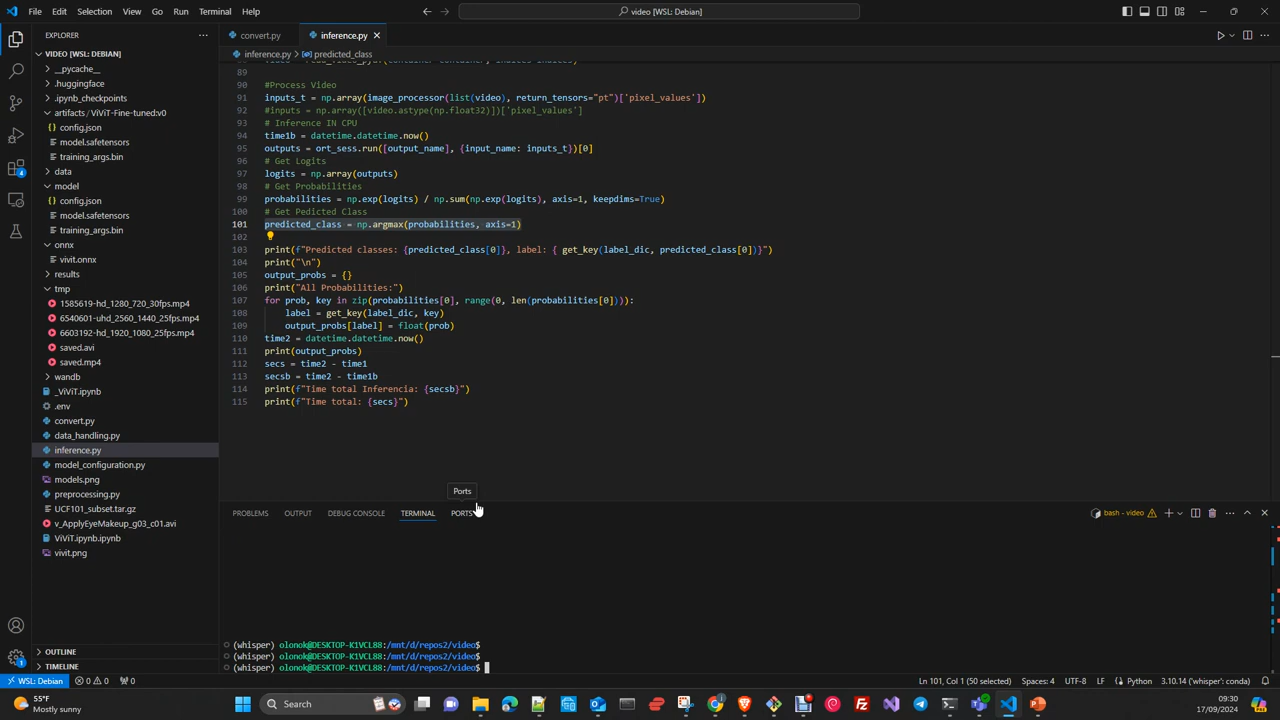 File Edit Selection View Go Run Terminal Help
video [WSL: Debian]
EXPLORER
convert.py
inference.py
VIDEO [WSL: DEBIAN]
inference.py > predicted_class
__pycache__
.huggingface
.ipynb_checkpoints
artifacts/ViViT-Fine-tuned:v0
config.json
model.safetensors
training_args.bin
data
model
config.json
model.safetensors
training_args.bin
onnx
vivit.onnx
results
tmp
1585619-hd_1280_720_30fps.mp4
6540601-uhd_2560_1440_25fps.mp4
6603192-hd_1920_1080_25fps.mp4
saved.avi
saved.mp4
wandb
_ViViT.ipynb
.env
convert.py
data_handling.py
inference.py
model_configuration.py
models.png
preprocessing.py
UCF101_subset.tar.gz
v_ApplyEyeMakeup_g03_c01.avi
ViViT.ipynb.ipynb
vivit.png
OUTLINE
TIMELINE
4
89
90 #Process Video
91 inputs_t = np.array(image_processor(list(video), return_tensors="pt")['pixel_values'])
92 #inputs = np.array([video.astype(np.float32)])['pixel_values']
93 # Inference IN CPU
94 time1b = datetime.datetime.now()
95 outputs = ort_sess.run([output_name], {input_name: inputs_t})[0]
96 # Get Logits
97 logits = np.array(outputs)
98 # Get Probabilities
99 probabilities = np.exp(logits) / np.sum(np.exp(logits), axis=1, keepdims=True)
100 # Get Pedicted Class
101 predicted_class = np.argmax(probabilities, axis=1)
102
103 print(f"Predicted classes: {predicted_class[0]}, label: { get_key(label_dic, predicted_class[0])}")
104 print("\n")
105 output_probs = {}
106 print("All Probabilities:")
107 for prob, key in zip(probabilities[0], range(0, len(probabilities[0]))):
108 label = get_key(label_dic, key)
109 output_probs[label] = float(prob)
110 time2 = datetime.datetime.now()
111 print(output_probs)
112 secs = time2 - time1
113 secsb = time2 - time1b
114 print(f"Time total Inferencia: {secsb}")
115 print(f"Time total: {secs}")
Ports
PROBLEMS OUTPUT DEBUG CONSOLE TERMINAL PORTS
bash - video
(whisper) olonok@DESKTOP-K1VCL88:/mnt/d/repos2/video$
(whisper) olonok@DESKTOP-K1VCL88:/mnt/d/repos2/video$
(whisper) olonok@DESKTOP-K1VCL88:/mnt/d/repos2/video$
WSL: Debian 0 0 0
Ln 101, Col 1 (50 selected) Spaces: 4 UTF-8 LF Python 3.10.14 ('whisper': conda)
55°F
Mostly sunny
Search
09:30
17/09/2024